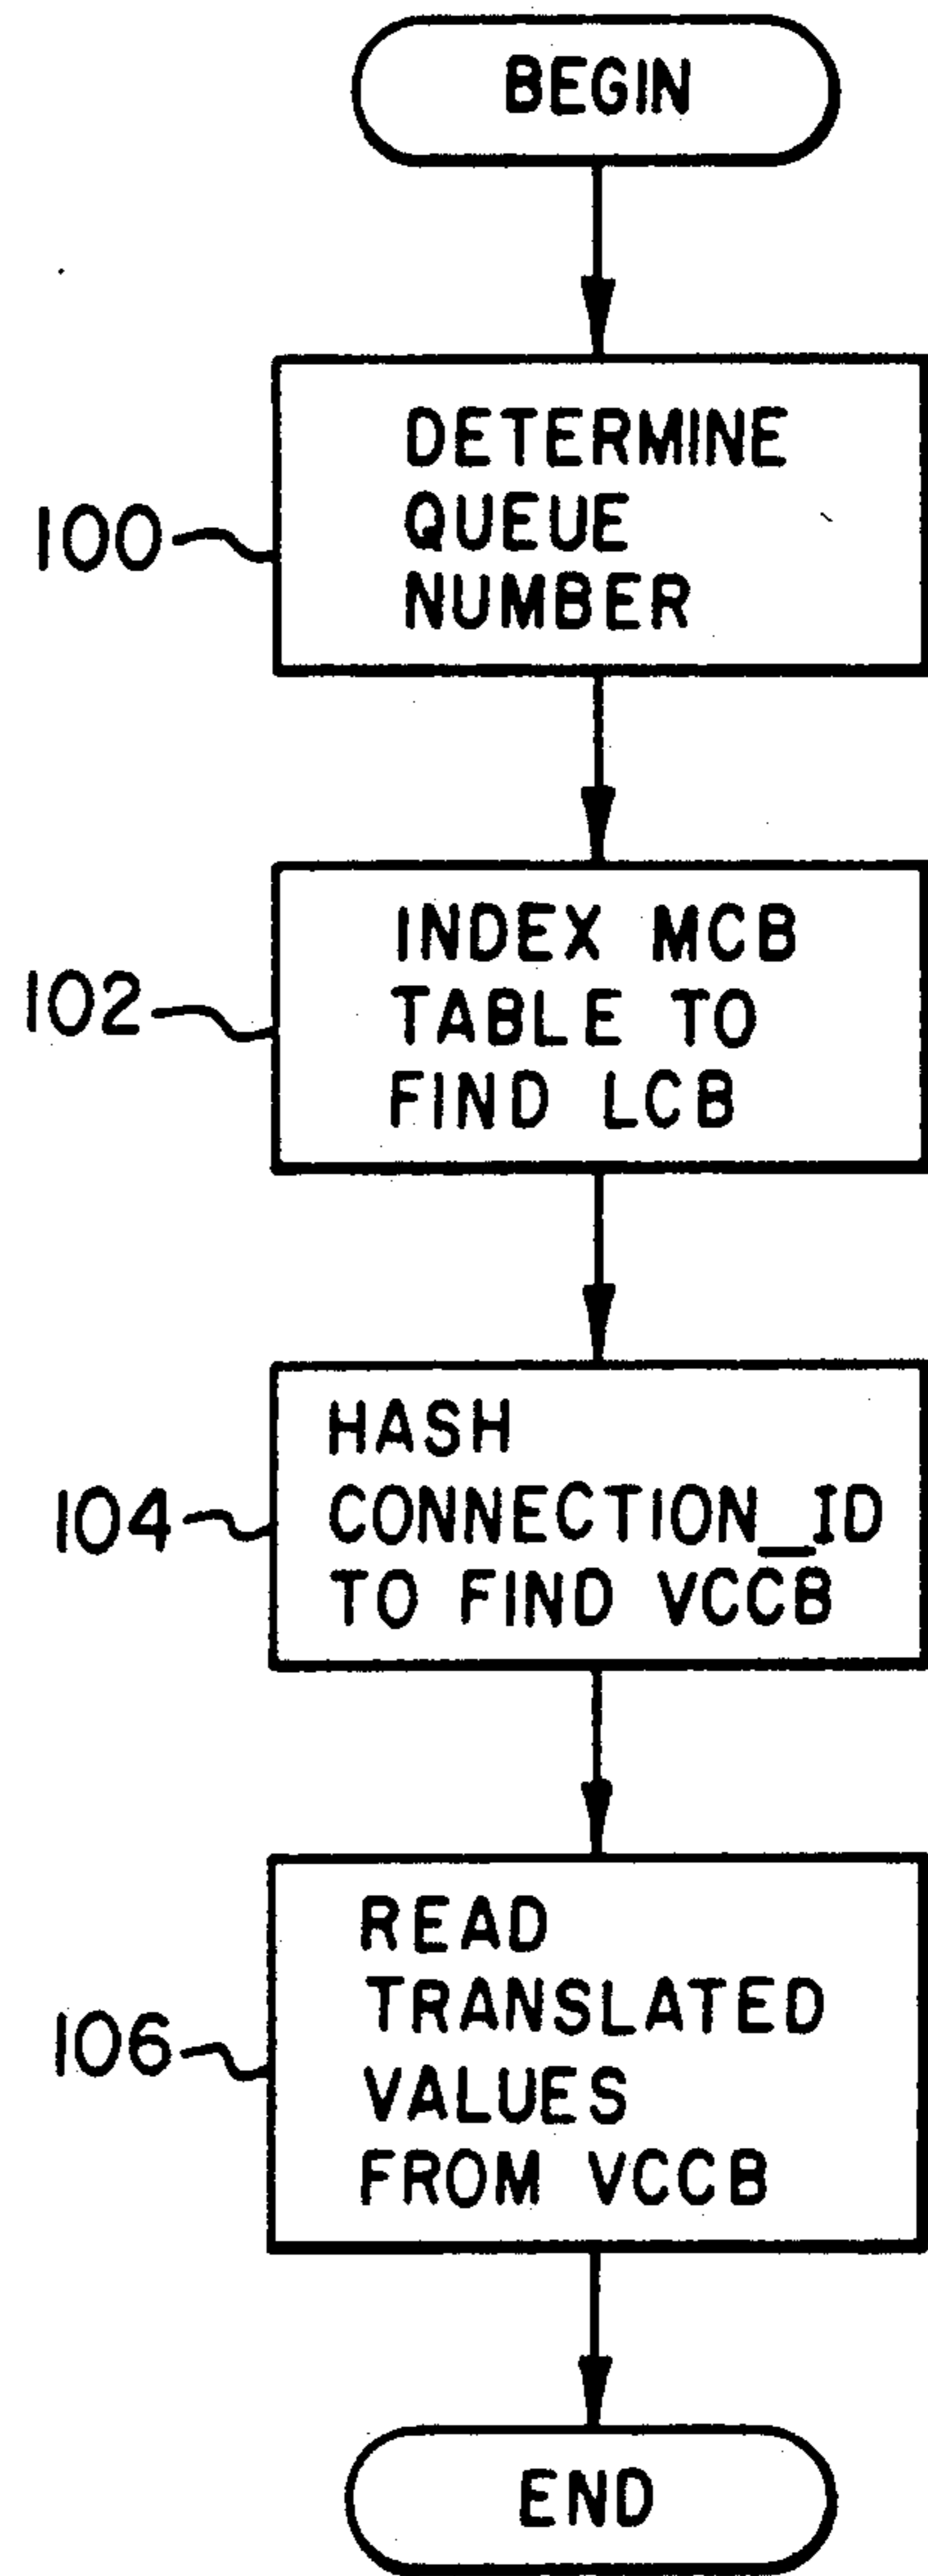 BEGIN
100
DETERMINE
QUEUE
NUMBER
102
INDEX MCB
TABLE TO
FIND LCB
104
HASH
CONNECTION_ID
TO FIND VCCB
106
READ
TRANSLATED
VALUES
FROM VCCB
END